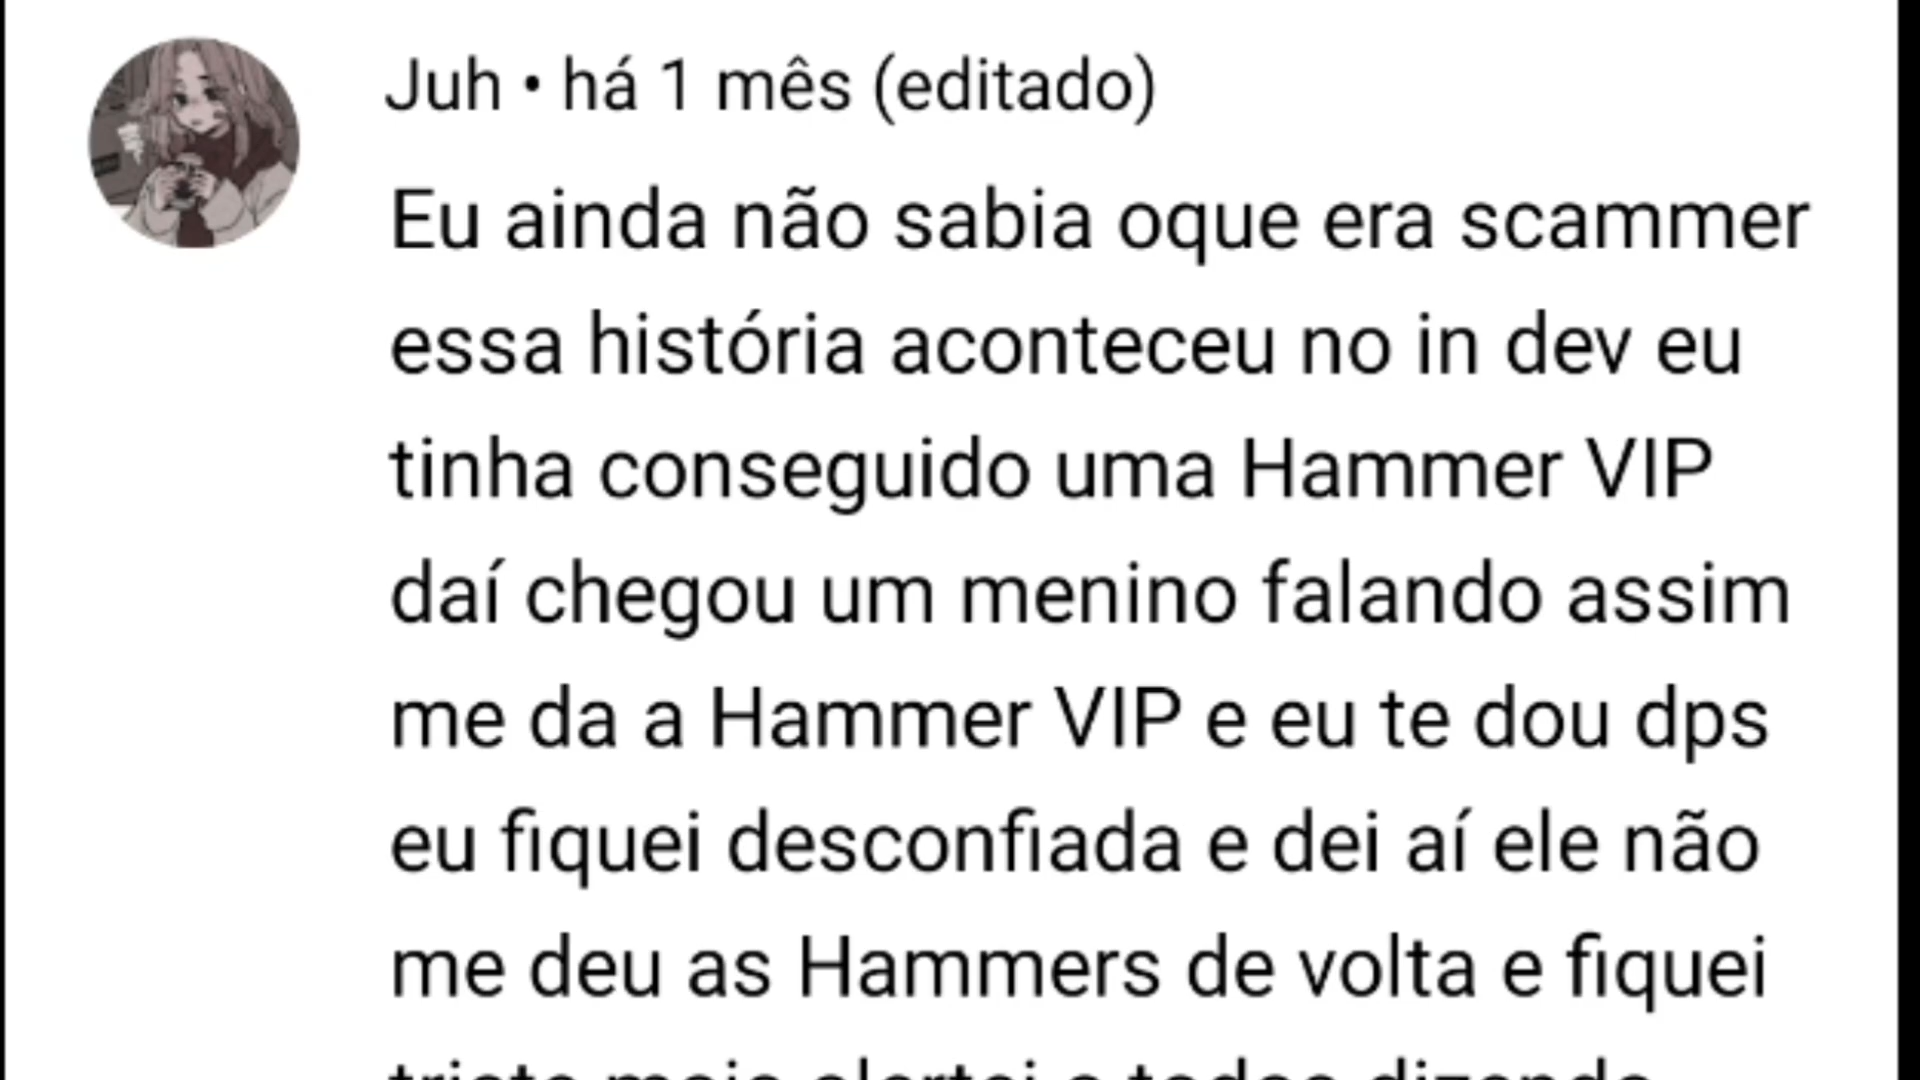 Juh • há 1 mês (editado)
Eu ainda não sabia oque era scammer
essa história aconteceu no in dev eu
tinha conseguido uma Hammer VIP
daí chegou um menino falando assim
me da a Hammer VIP e eu te dou dps
eu fiquei desconfiada e dei aí ele não
me deu as Hammers de volta e fiquei